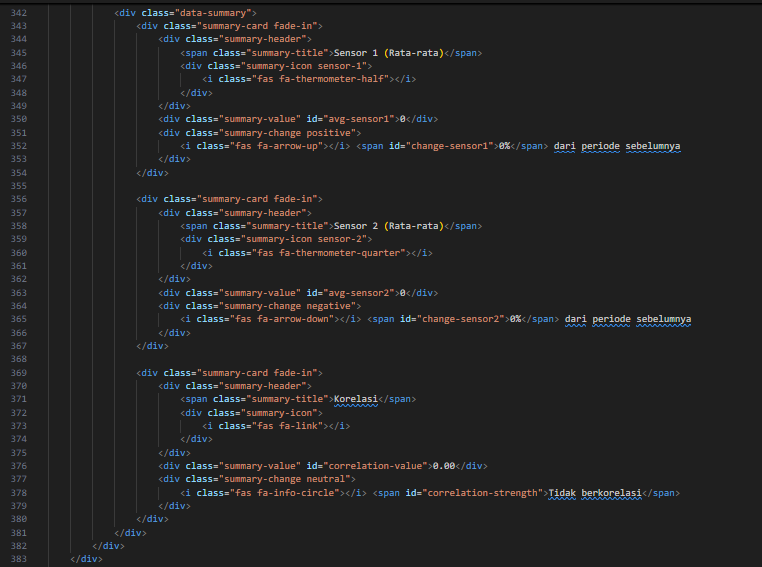 342 <div class="data-summary">
343 <div class="summary-card fade-in">
344 <div class="summary-header">
345 <span class="summary-title">Sensor 1 (Rata-rata)</span>
346 <div class="summary-icon sensor-1">
347 <i class="fas fa-thermometer-half"></i>
348 </div>
349 </div>
350 <div class="summary-value" id="avg-sensor1">0</div>
351 <div class="summary-change positive">
352 <i class="fas fa-arrow-up"></i> <span id="change-sensor1">0%</span> dari periode sebelumnya
353 </div>
354 </div>
355
356 <div class="summary-card fade-in">
357 <div class="summary-header">
358 <span class="summary-title">Sensor 2 (Rata-rata)</span>
359 <div class="summary-icon sensor-2">
360 <i class="fas fa-thermometer-quarter"></i>
361 </div>
362 </div>
363 <div class="summary-value" id="avg-sensor2">0</div>
364 <div class="summary-change negative">
365 <i class="fas fa-arrow-down"></i> <span id="change-sensor2">0%</span> dari periode sebelumnya
366 </div>
367 </div>
368
369 <div class="summary-card fade-in">
370 <div class="summary-header">
371 <span class="summary-title">Korelasi</span>
372 <div class="summary-icon">
373 <i class="fas fa-link"></i>
374 </div>
375 </div>
376 <div class="summary-value" id="correlation-value">0.00</div>
377 <div class="summary-change neutral">
378 <i class="fas fa-info-circle"></i> <span id="correlation-strength">Tidak berkorelasi</span>
379 </div>
380 </div>
381 </div>
382 </div>
383 </div>